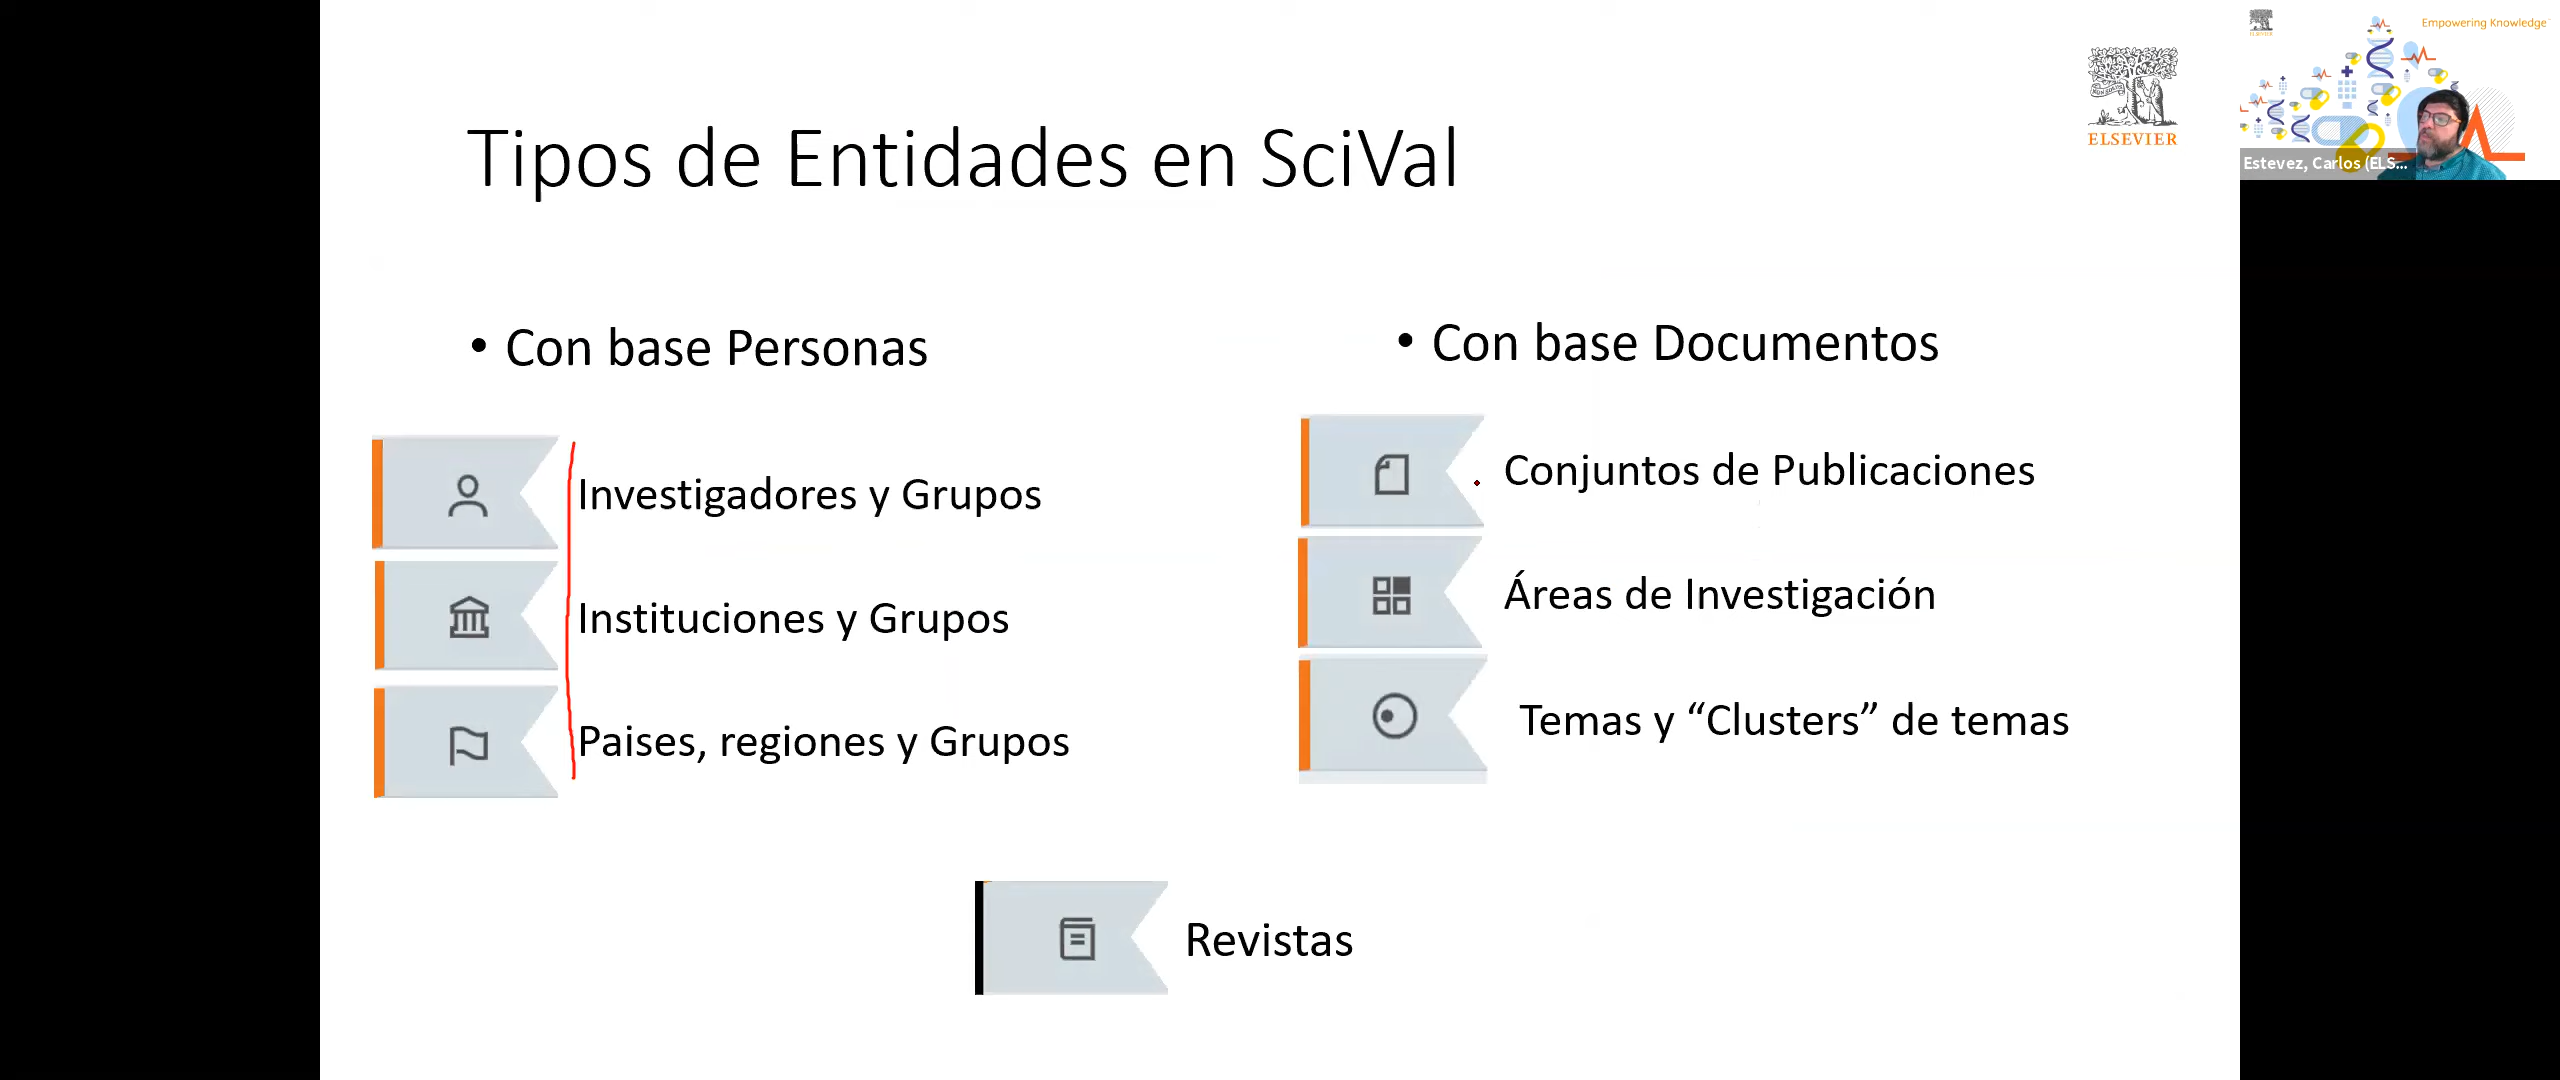 Tipos de Entidades en SciVal
ELSEVIER
Empowering Knowledge
ELSEVIER
Estevez, Carlos (ELS...
• Con base Personas
Investigadores y Grupos
Instituciones y Grupos
Paises, regiones y Grupos
• Con base Documentos
Conjuntos de Publicaciones
Áreas de Investigación
Temas y “Clusters” de temas
Revistas